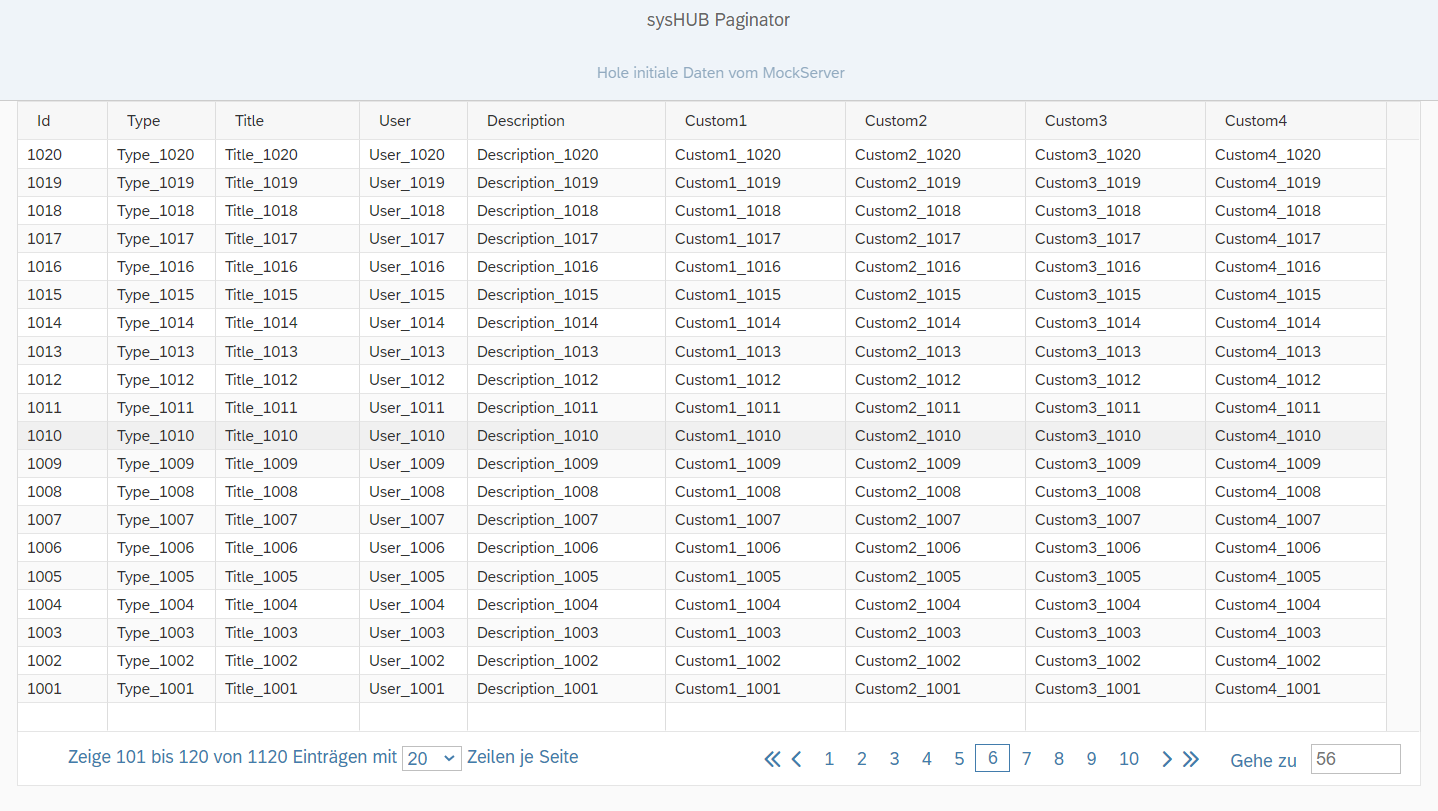 sysHUB Paginator
Hole initiale Daten vom MockServer
Id Type Title User Description Custom1 Custom2 Custom3 Custom4
1020 Type_1020 Title_1020 User_1020 Description_1020 Custom1_1020 Custom2_1020 Custom3_1020 Custom4_1020
1019 Type_1019 Title_1019 User_1019 Description_1019 Custom1_1019 Custom2_1019 Custom3_1019 Custom4_1019
1018 Type_1018 Title_1018 User_1018 Description_1018 Custom1_1018 Custom2_1018 Custom3_1018 Custom4_1018
1017 Type_1017 Title_1017 User_1017 Description_1017 Custom1_1017 Custom2_1017 Custom3_1017 Custom4_1017
1016 Type_1016 Title_1016 User_1016 Description_1016 Custom1_1016 Custom2_1016 Custom3_1016 Custom4_1016
1015 Type_1015 Title_1015 User_1015 Description_1015 Custom1_1015 Custom2_1015 Custom3_1015 Custom4_1015
1014 Type_1014 Title_1014 User_1014 Description_1014 Custom1_1014 Custom2_1014 Custom3_1014 Custom4_1014
1013 Type_1013 Title_1013 User_1013 Description_1013 Custom1_1013 Custom2_1013 Custom3_1013 Custom4_1013
1012 Type_1012 Title_1012 User_1012 Description_1012 Custom1_1012 Custom2_1012 Custom3_1012 Custom4_1012
1011 Type_1011 Title_1011 User_1011 Description_1011 Custom1_1011 Custom2_1011 Custom3_1011 Custom4_1011
1010 Type_1010 Title_1010 User_1010 Description_1010 Custom1_1010 Custom2_1010 Custom3_1010 Custom4_1010
1009 Type_1009 Title_1009 User_1009 Description_1009 Custom1_1009 Custom2_1009 Custom3_1009 Custom4_1009
1008 Type_1008 Title_1008 User_1008 Description_1008 Custom1_1008 Custom2_1008 Custom3_1008 Custom4_1008
1007 Type_1007 Title_1007 User_1007 Description_1007 Custom1_1007 Custom2_1007 Custom3_1007 Custom4_1007
1006 Type_1006 Title_1006 User_1006 Description_1006 Custom1_1006 Custom2_1006 Custom3_1006 Custom4_1006
1005 Type_1005 Title_1005 User_1005 Description_1005 Custom1_1005 Custom2_1005 Custom3_1005 Custom4_1005
1004 Type_1004 Title_1004 User_1004 Description_1004 Custom1_1004 Custom2_1004 Custom3_1004 Custom4_1004
1003 Type_1003 Title_1003 User_1003 Description_1003 Custom1_1003 Custom2_1003 Custom3_1003 Custom4_1003
1002 Type_1002 Title_1002 User_1002 Description_1002 Custom1_1002 Custom2_1002 Custom3_1002 Custom4_1002
1001 Type_1001 Title_1001 User_1001 Description_1001 Custom1_1001 Custom2_1001 Custom3_1001 Custom4_1001
Zeige 101 bis 120 von 1120 Einträgen mit 20 Zeilen je Seite 1 2 3 4 5 6 7 8 9 10 Gehe zu 56